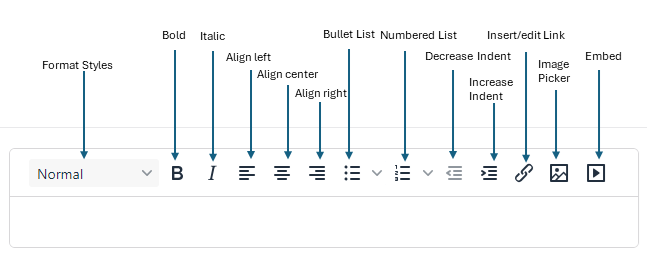 Bold
Italic
Bullet List
Numbered List
Insert/edit Link
Format Styles
Align left
Align center
Align right
Decrease Indent
Increase
Indent
Image
Picker
Embed
Normal
B
I